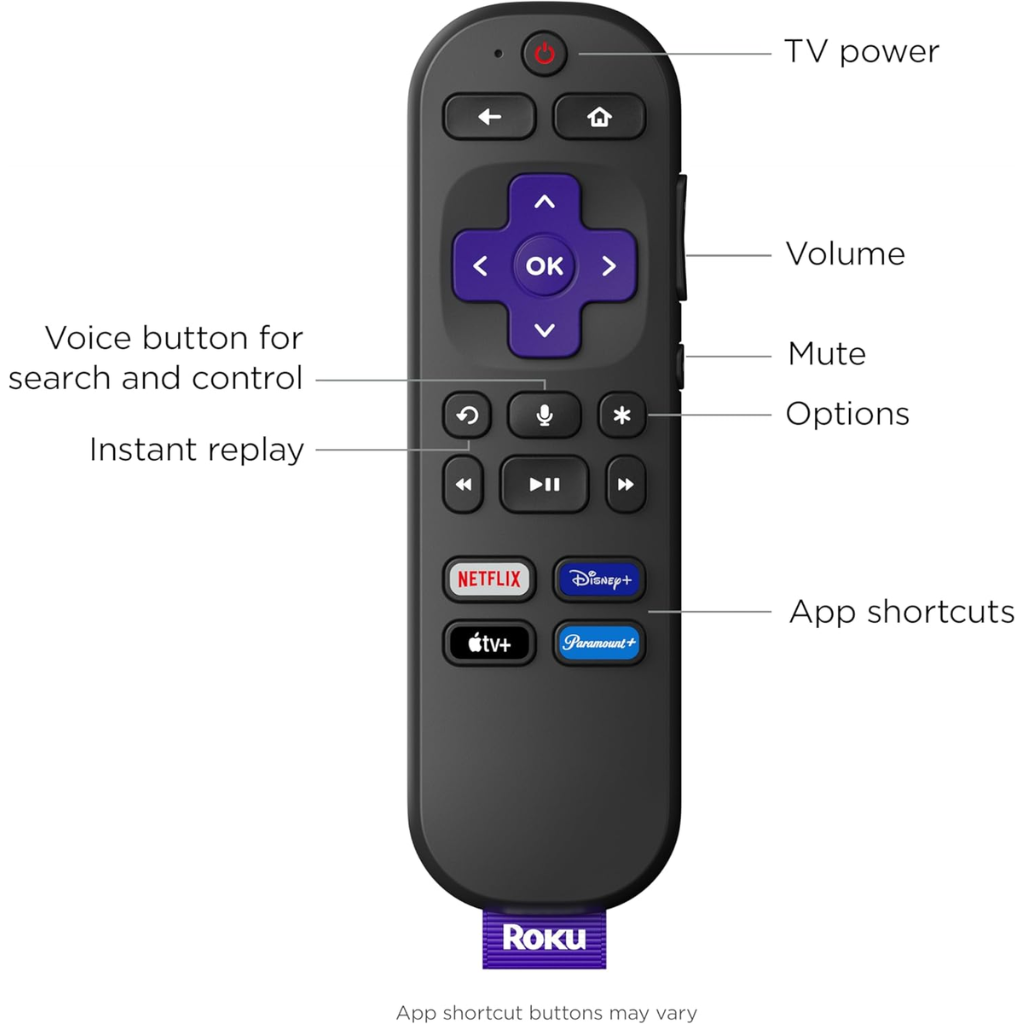 TV power
OK
Volume
Voice button for
search and control
Mute
Options
Instant replay
NETFLIX
Disney+
App shortcuts
tv+
Paramount+
Roku
App shortcut buttons may vary